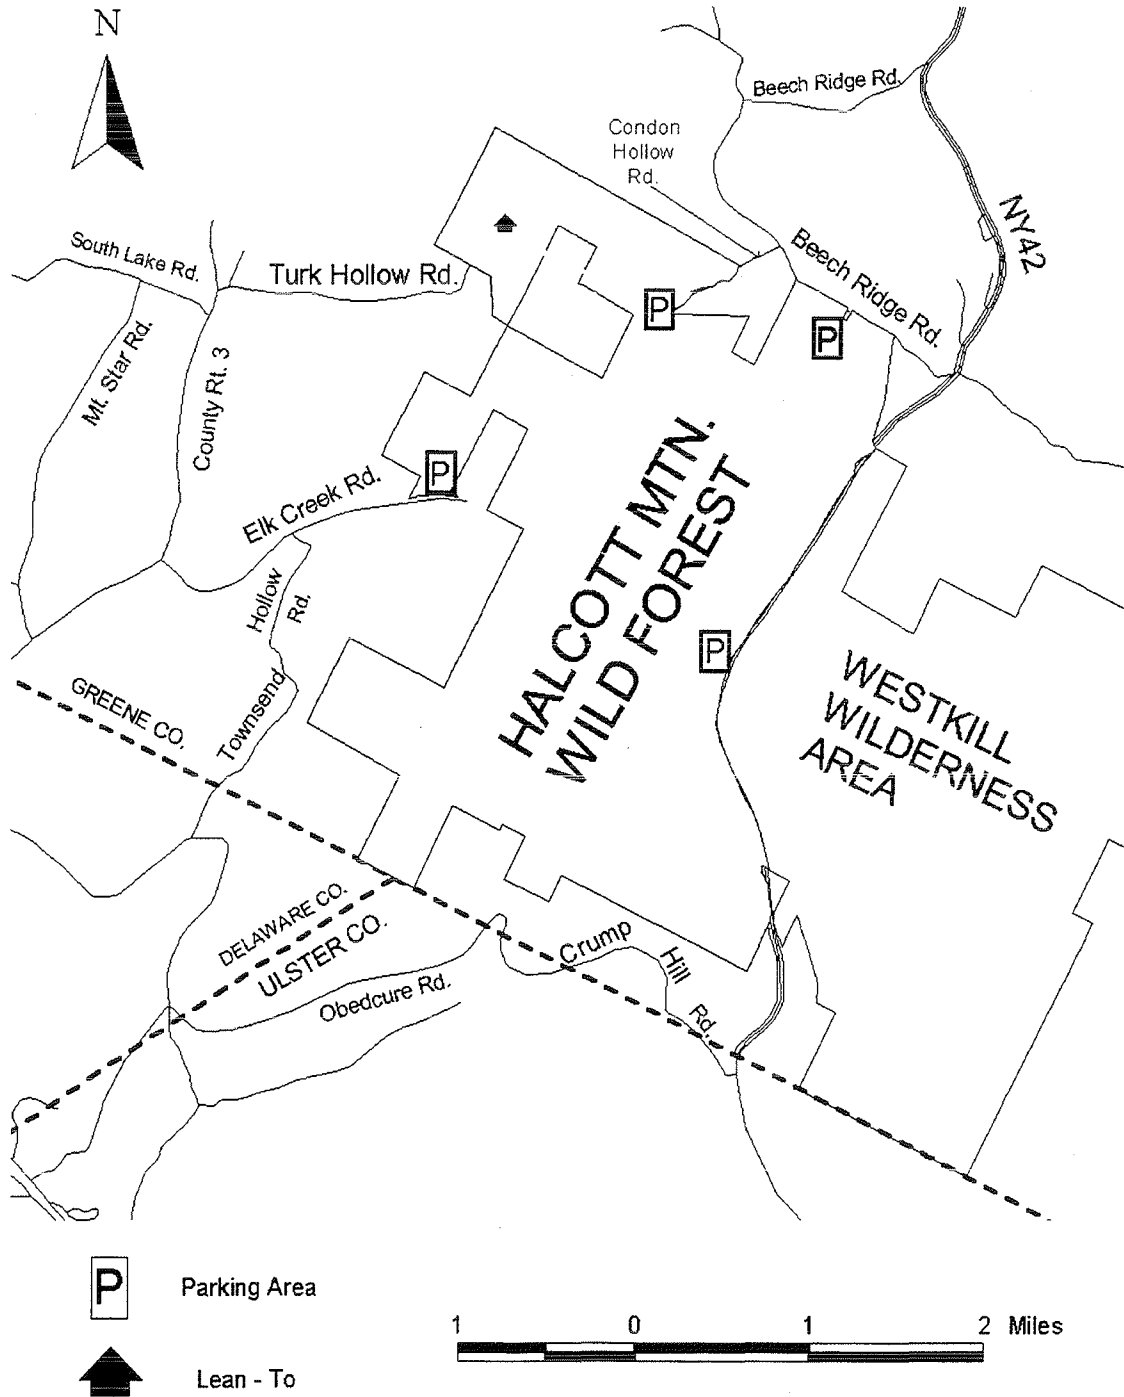 N
Beech Ridge Rd.
Condon
Hollow
Rd.
NY42
South Lake Rd.
Turk Hollow Rd.
Beech Ridge Rd.
P
P
Mt. Star Rd.
County Rt. 3
P
Elk Creek Rd.
HALCOTT MTN.
WILD FOREST
Hollow
Rd.
Townsend
P
WESTKILL
WILDERNESS
AREA
GREENE CO.
DELAWARE CO.
ULSTER CO.
Crump
Hill
Rd.
Obedcure Rd.
P Parking Area
Lean - To
1 0 1 2 Miles